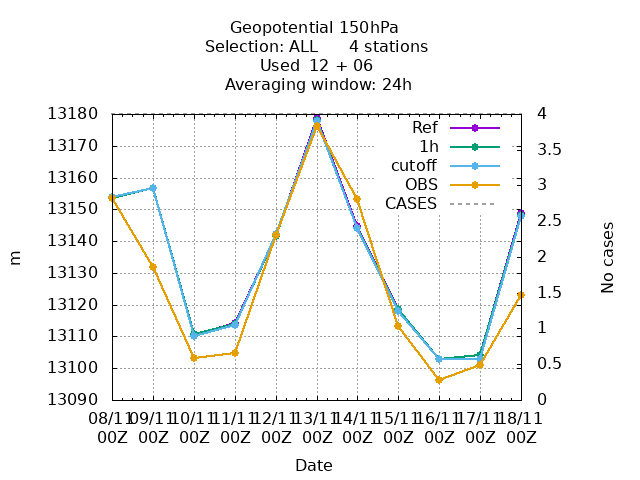 Geopotential 150hPa
Selection: ALL      4 stations
Used  12 + 06
Averaging window: 24h
13180
13170
13160
13150
13140
13130
13120
13110
13100
13090
m
4
3.5
3
2.5
2
1.5
1
0.5
0
No cases
Ref
1h
cutoff
OBS
CASES
08/11 09/11 10/11 11/11 12/11 13/11 14/11 15/11 16/11 17/11 18/11
00Z 00Z 00Z 00Z 00Z 00Z 00Z 00Z 00Z 00Z 00Z
Date